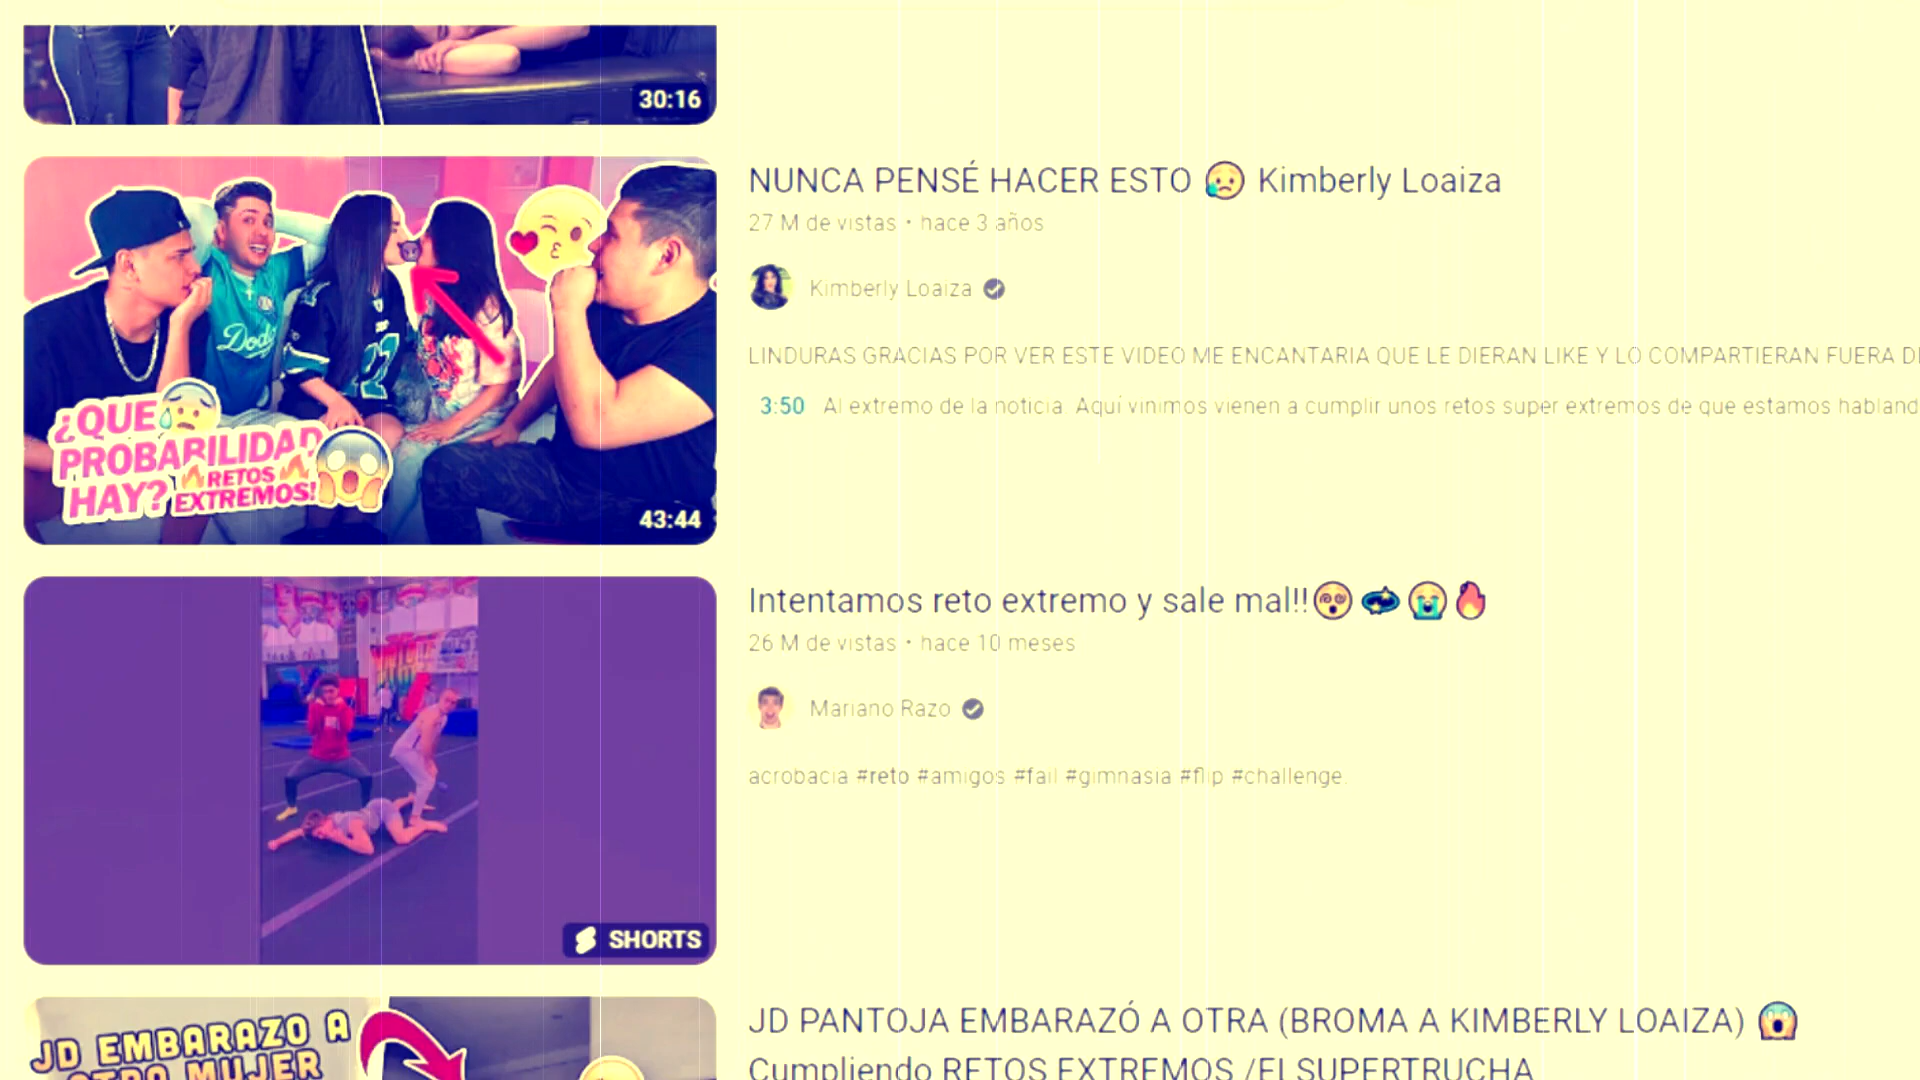 30:16
NUNCA PENSÉ HACER ESTO 😥 Kimberly Loaiza
27 M de vistas • hace 3 años
Kimberly Loaiza
LINDURAS GRACIAS POR VER ESTE VIDEO ME ENCANTARIA QUE LE DIERAN LIKE Y LO COMPARTIERAN FUERA
3:50 Al extremo de la noticia Aquí vinimos vienen a cumplir unos retos super extremos de que estamos habland
¿QUE
PROBABILIDAD
HAY? 🔥RETOS🔥
EXTREMOS!
43:44
Intentamos reto extremo y sale mal!!😵‍💫😭🔥
26 M de vistas • hace 10 meses
Mariano Razo
acrobacia #reto #amigos #fail #gimnasia #flip #challenge.
SHORTS
JD EMBARAZO A
OTRA MUJER
JD PANTOJA EMBARAZÓ A OTRA (BROMA A KIMBERLY LOAIZA) 😱
Cumpliendo RETOS EXTREMOS /ELSUPERTRUCHA